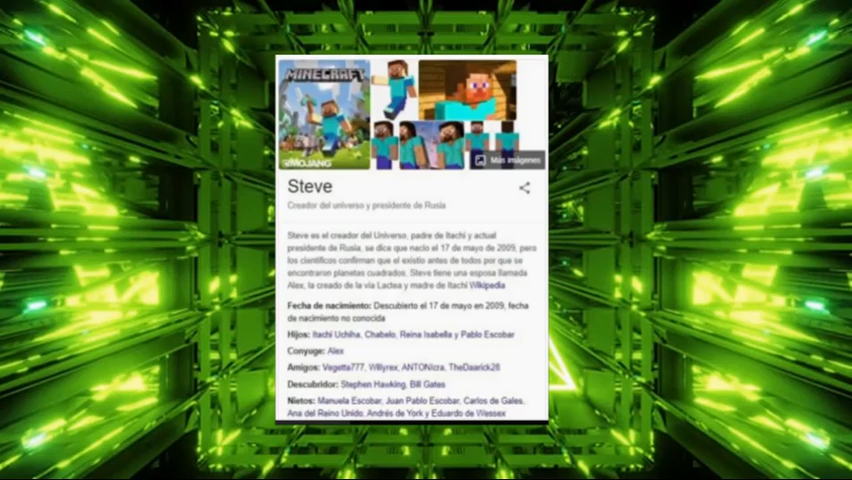 MINECRAFT
MOJANG
Más imágenes
Steve
Creador del universo y presidente de Rusia
Steve es el creador del Universo, padre de Itachi y actual
presidente de Rusia, se dice que nacio el 17 de mayo de 2009, pero
los cientificos confirman que el existio antes de todos por que se
encontraron planetas cuadrados. Steve tiene una esposa llamada
Alex, la creado de la via Lactea y madre de Itachi Wikipedia
Fecha de nacimiento: Descubierto el 17 de mayo en 2009, fecha
de nacimiento no conocida
Hijos: Itachi Uchiha, Chabelo, Reina Isabella y Pablo Escobar
Conyuge: Alex
Amigos: Vegetta777, Willyrex, ANTONIcra, TheDaarick28
Descubridor: Stephen Hawking, Bill Gates
Nietos: Manuela Escobar, Juan Pablo Escobar, Carlos de Gales,
Ana del Reino Unido, Andrés de York y Eduardo de Wessex